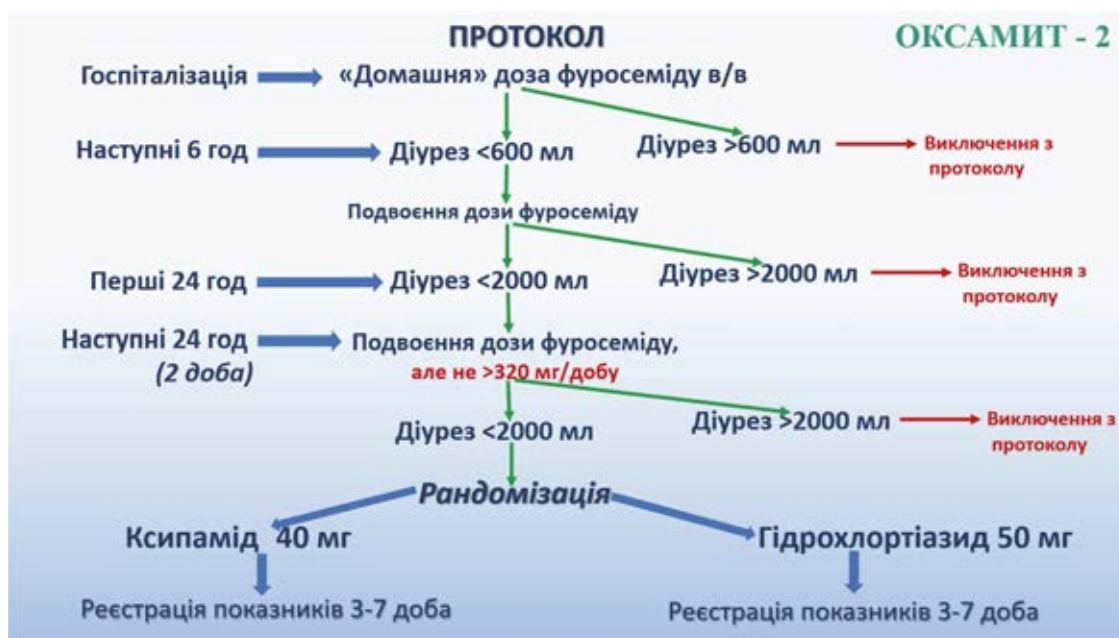 ПРОТОКОЛ
ОКСАМИТ - 2
Госпіталізація
«Домашня» доза фуросеміду в/в
Наступні 6 год
Діурез <600 мл
Діурез >600 мл
Виключення з
протоколу
Подвоєння дози фуросеміду
Перші 24 год
Діурез <2000 мл
Діурез >2000 мл
Виключення з
протоколу
Наступні 24 год
(2 доба)
Подвоєння дози фуросеміду,
але не >320 мг/добу
Діурез <2000 мл
Діурез >2000 мл
Виключення з
протоколу
Рандомізація
Ксипамід 40 мг
Гідрохлортіазид 50 мг
Реєстрація показників 3-7 доба
Реєстрація показників 3-7 доба